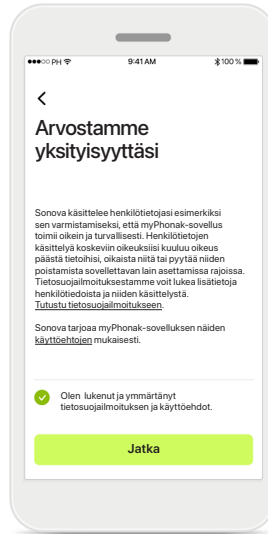 PH 9:41 AM 100 %
Arvostamme
yksityisyyttäsi
Sonova käsittelee henkilötietojasi esimerkiksi
sen varmistamiseksi, että myPhonak-sovellus
toimii oikein ja turvallisesti. Henkilötietojen
käsittelyä koskeviin oikeuksiisi kuuluu oikeus
päästä tietoihisi, oikaista niitä tai pyytää niiden
poistamista sovellettavan lain asettamissa rajoissa.
Tietosuojailmoituksestamme voit lukea lisätietoja
henkilötiedoista ja niiden käsittelystä.
Tutustu tietosuojailmoitukseen.
Sonova tarjoaa myPhonak-sovelluksen näiden
käyttöehtojen mukaisesti.
Olen lukenut ja ymmärtänyt
tietosuojailmoituksen ja käyttöehdot.
Jatka